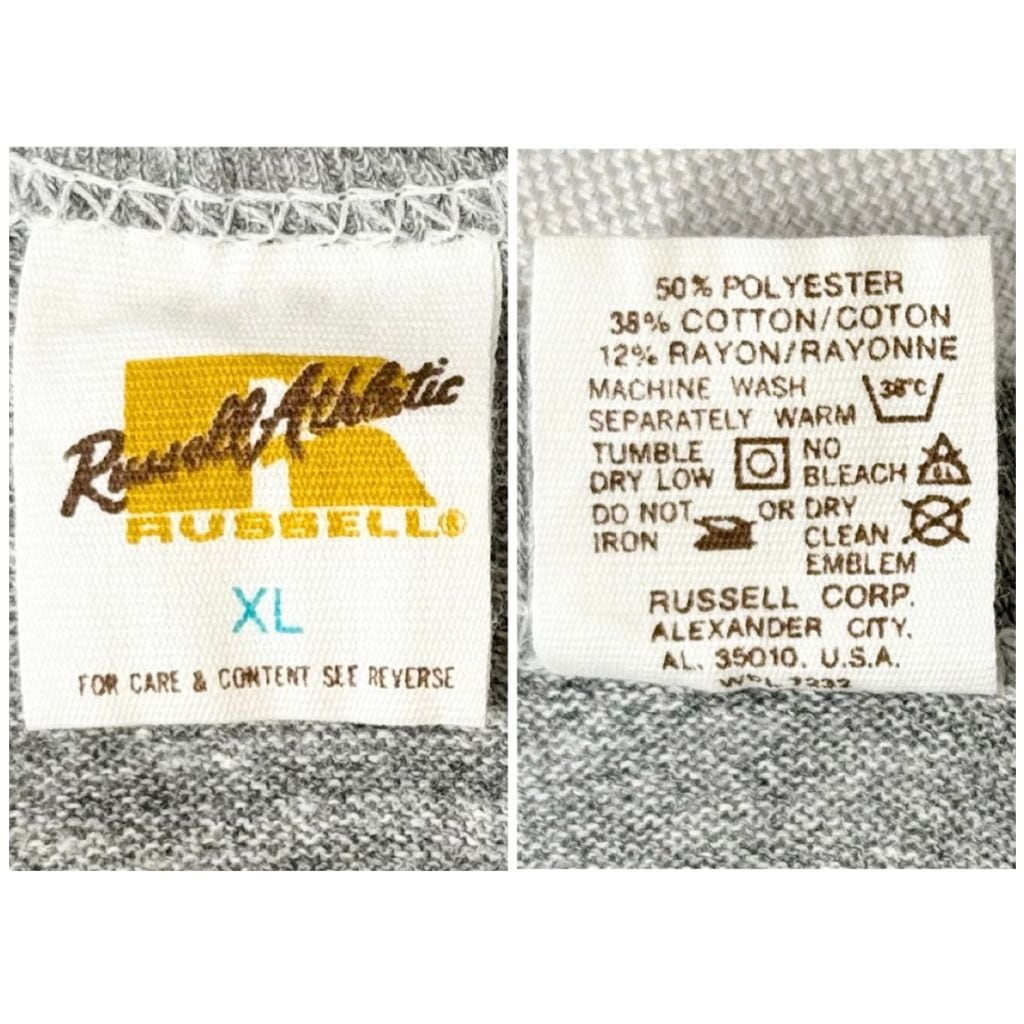 Russell Athletic
RUSSELL®
XL
FOR CARE & CONTENT SEE REVERSE
50% POLYESTER
38% COTTON/COTON
12% RAYON/RAYONNE
MACHINE WASH
SEPARATELY WARM
38°C
TUMBLE
DRY LOW
NO
BLEACH
DO NOT
IRON
OR DRY
CLEAN
EMBLEM
RUSSELL CORP.
ALEXANDER CITY,
AL. 35010. U.S.A.